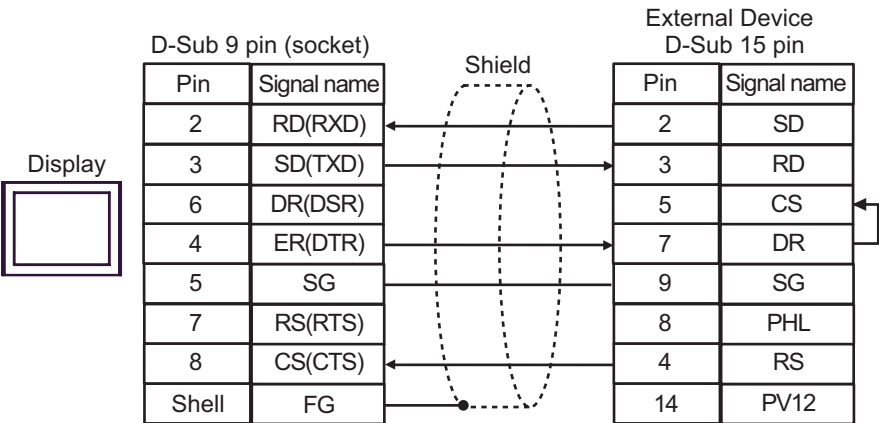 External Device
D-Sub 9 pin (socket) D-Sub 15 pin
Shield
Pin Signal name Pin Signal name
2 RD(RXD) 2 SD
Display 3 SD(TXD) 3 RD
6 DR(DSR) 5 CS
4 ER(DTR) 7 DR
5 SG 9 SG
7 RS(RTS) 8 PHL
8 CS(CTS) 4 RS
Shell FG 14 PV12